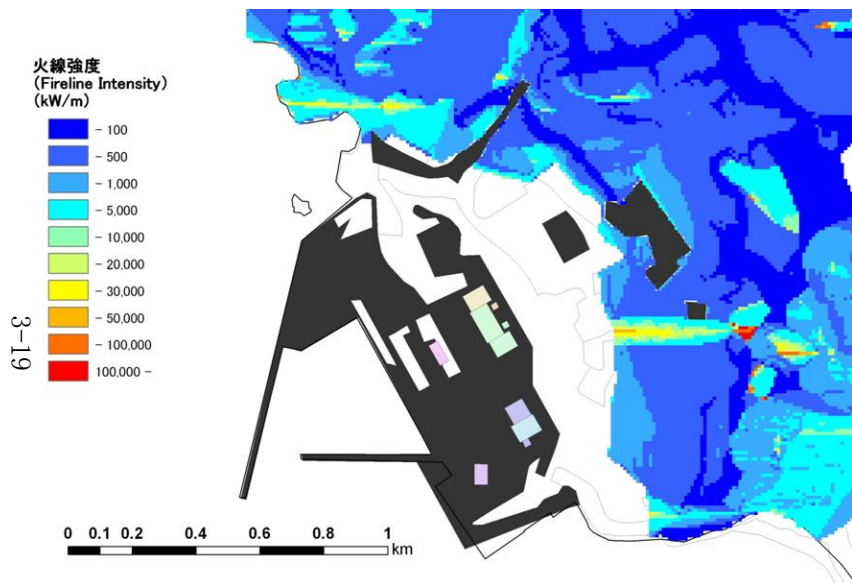 火線強度
(Fireline Intensity)
(kW/m)
- 100
- 500
- 1,000
- 5,000
- 10,000
- 20,000
- 30,000
- 50,000
- 100,000
100,000 -
3-19
0 0.1 0.2 0.4 0.6 0.8 1
km